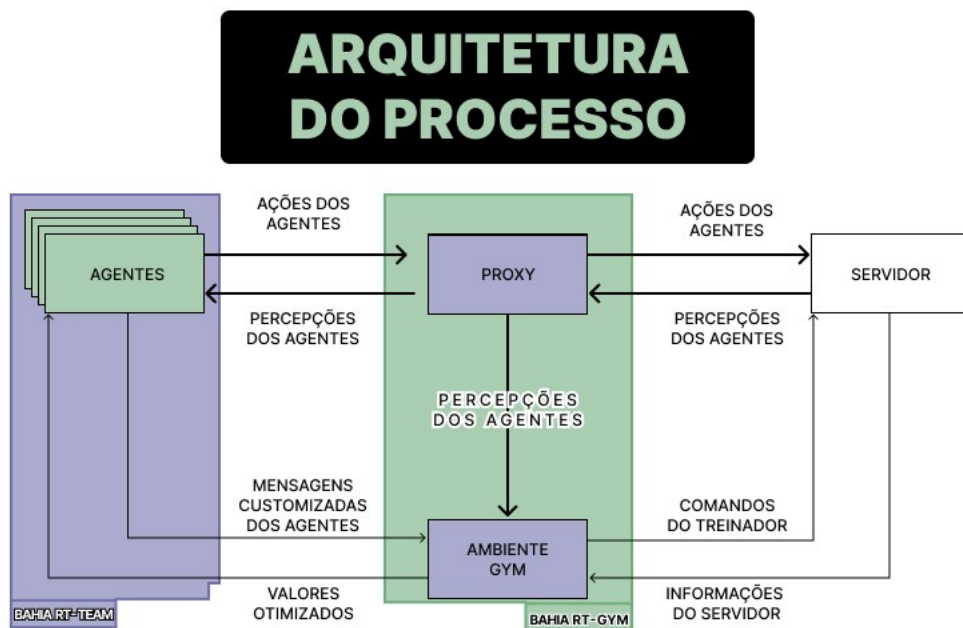 ARQUITETURA
DO PROCESSO
AÇÕES DOS
AGENTES
AÇÕES DOS
AGENTES
AGENTES
PROXY
SERVIDOR
PERCEPÇÕES
DOS AGENTES
PERCEPÇÕES
DOS AGENTES
PERCEPÇÕES
DOS AGENTES
MENSAGENS
CUSTOMIZADAS
DOS AGENTES
COMANDOS
DO TREINADOR
AMBIENTE
GYM
VALORES
OTIMIZADOS
INFORMAÇÕES
DO SERVIDOR
BAHIA RT-TEAM
BAHIA RT-GYM